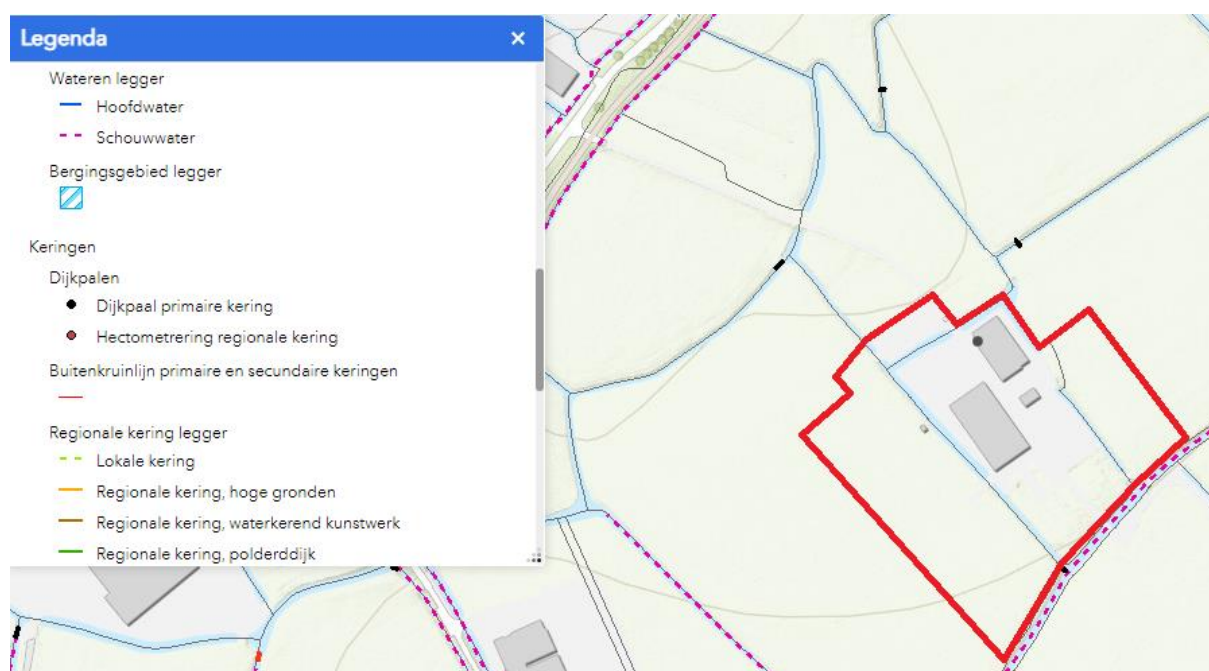 Legenda
Wateren legger
Hoofdwater
Schouwwater
Bergingsgebied legger
Keringen
Dijkpalen
Dijkpaal primaire kering
Hectometrering regionale kering
Buitenkruinlijn primaire en secundaire keringen
Regionale kering legger
Lokale kering
Regionale kering, hoge gronden
Regionale kering, waterkerend kunstwerk
Regionale kering, polderddijk